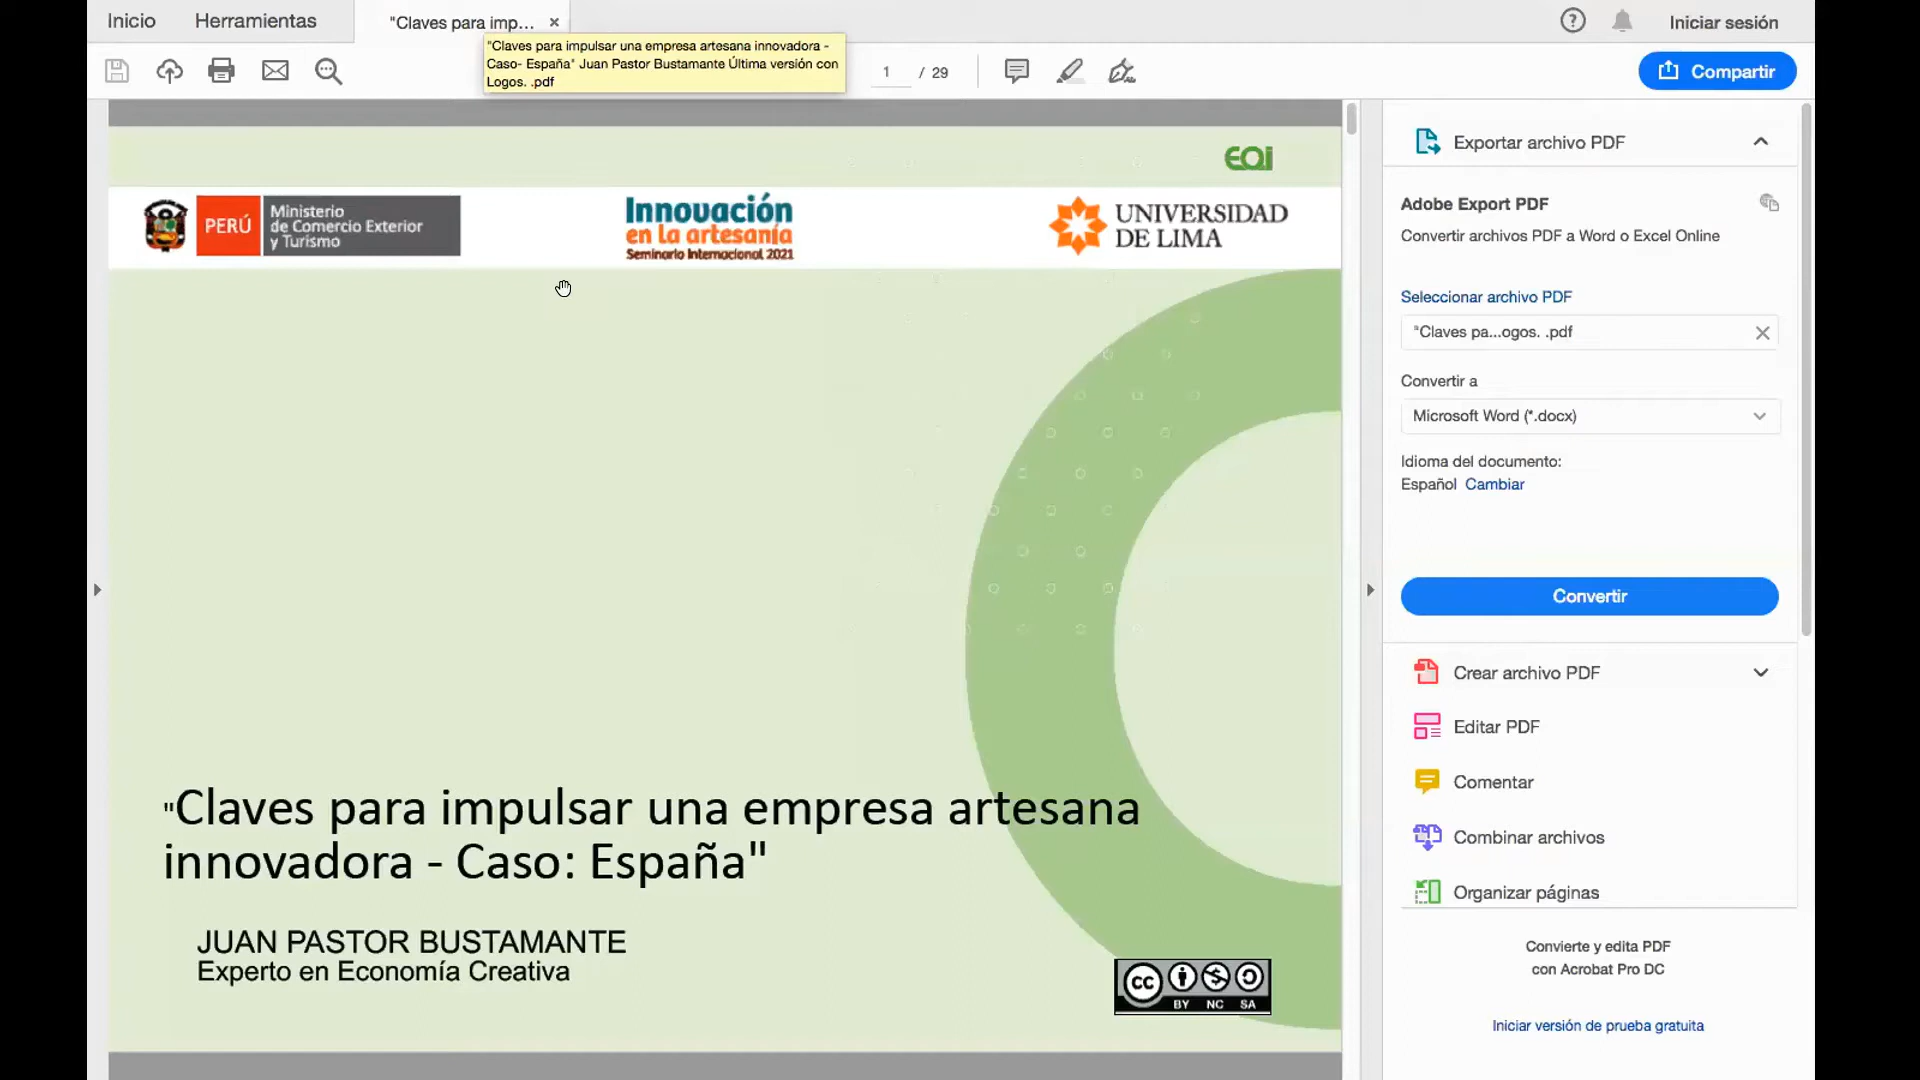 Inicio
Herramientas
"Claves para imp...
Iniciar sesión
"Claves para impulsar una empresa artesana innovadora -
Caso- España" Juan Pastor Bustamante Última versión con
Logos. .pdf
1 / 29
Compartir
EOI
PERÚ
Ministerio
de Comercio Exterior
y Turismo
Innovación
en la artesanía
Seminario Internacional 2021
UNIVERSIDAD
DE LIMA
"Claves para impulsar una empresa artesana
innovadora - Caso: España"
JUAN PASTOR BUSTAMANTE
Experto en Economía Creativa
CC
BY NC SA
Exportar archivo PDF
Adobe Export PDF
Convertir archivos PDF a Word o Excel Online
Seleccionar archivo PDF
"Claves pa...ogos. .pdf
Convertir a
Microsoft Word (*.docx)
Idioma del documento:
Español Cambiar
Convertir
Crear archivo PDF
Editar PDF
Comentar
Combinar archivos
Organizar páginas
Convierte y edita PDF
con Acrobat Pro DC
Iniciar versión de prueba gratuita